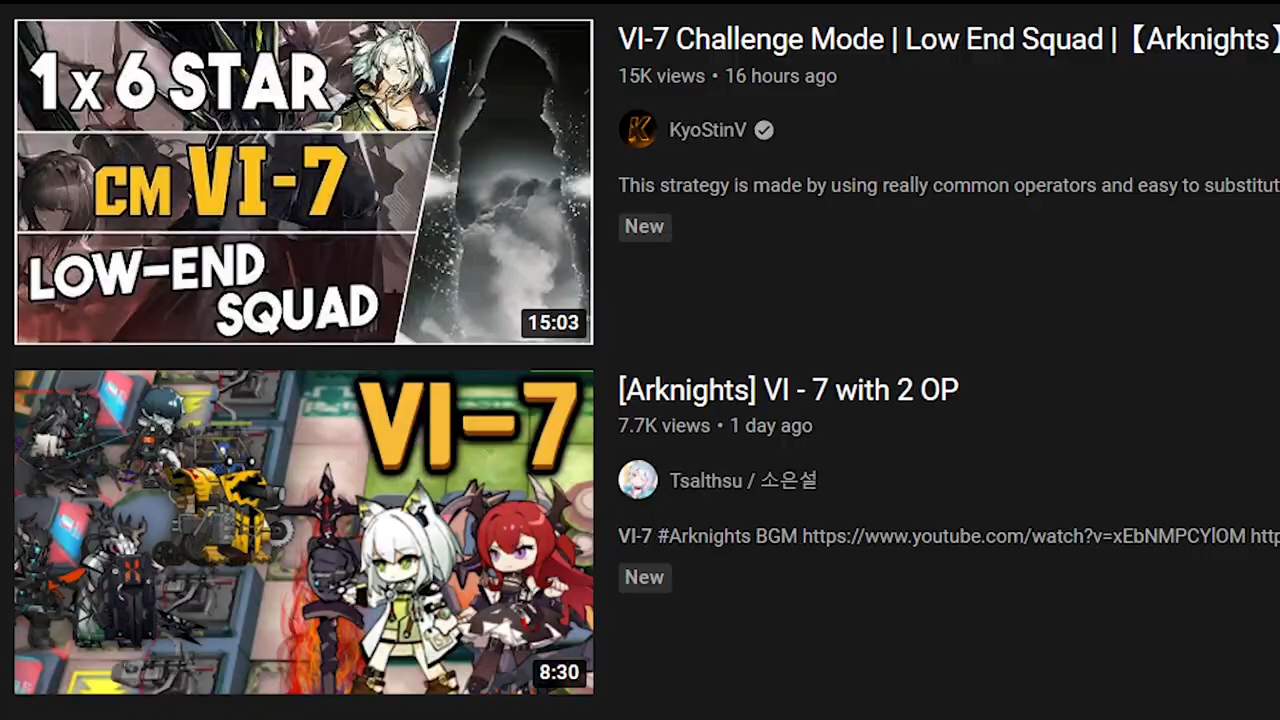 1 x 6 STAR
CM VI-7
LOW-END
SQUAD
15:03
VI-7 Challenge Mode | Low End Squad |【Arknights】
15K views • 16 hours ago
K
KyoStinV
This strategy is made by using really common operators and easy to substitut
New
VI-7
8:30
[Arknights] VI - 7 with 2 OP
7.7K views • 1 day ago
Tsalthsu / 소은설
VI-7 #Arknights BGM https://www.youtube.com/watch?v=xEbNMPCYlOM http
New